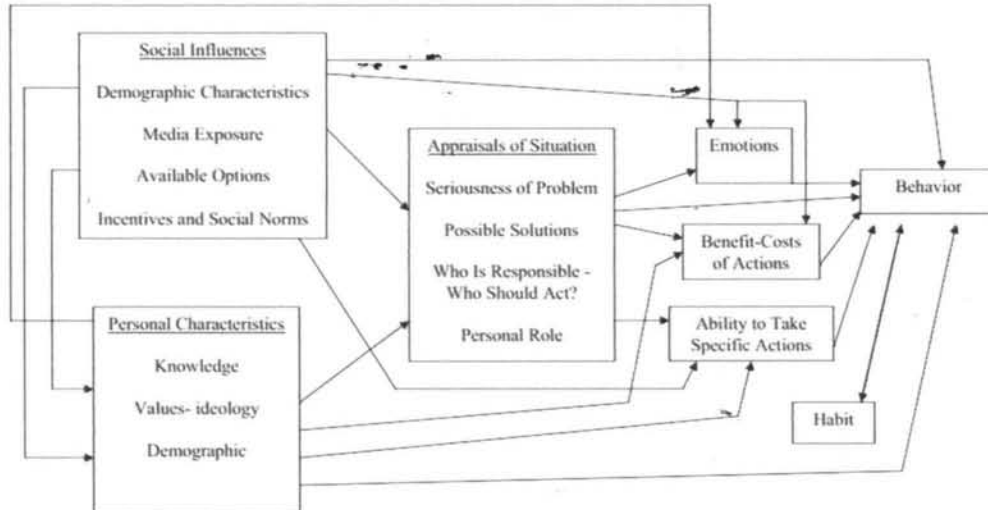 Social Influences
Demographic Characteristics
Media Exposure
Available Options
Incentives and Social Norms
Personal Characteristics
Knowledge
Values- ideology
Demographic
Appraisals of Situation
Seriousness of Problem
Possible Solutions
Who Is Responsible -
Who Should Act?
Personal Role
Emotions
Benefit-Costs
of Actions
Ability to Take
Specific Actions
Behavior
Habit